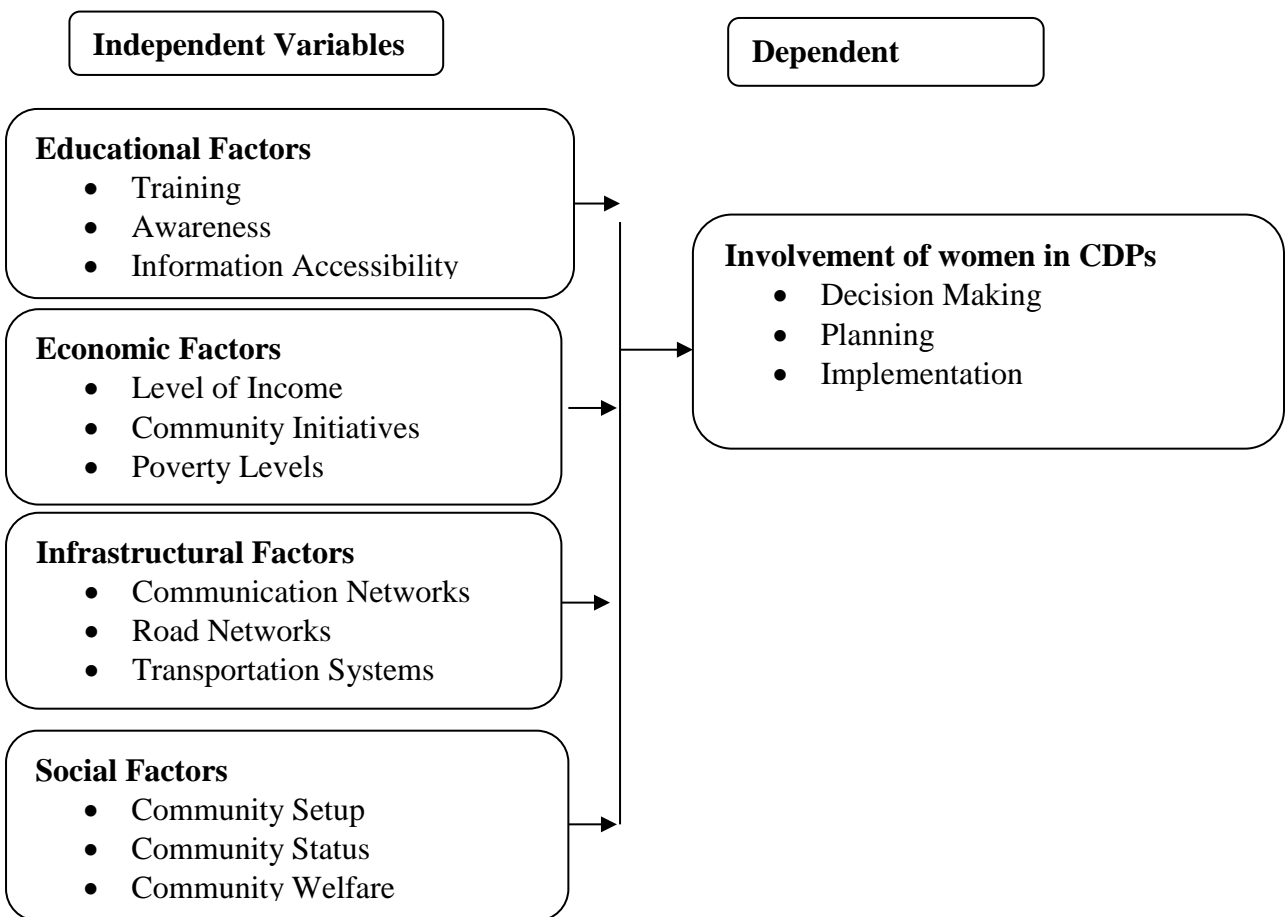 Independent Variables
Dependent
Educational Factors
• Training
• Awareness
• Information Accessibility
Economic Factors
• Level of Income
• Community Initiatives
• Poverty Levels
Infrastructural Factors
• Communication Networks
• Road Networks
• Transportation Systems
Social Factors
• Community Setup
• Community Status
• Community Welfare
Involvement of women in CDPs
• Decision Making
• Planning
• Implementation